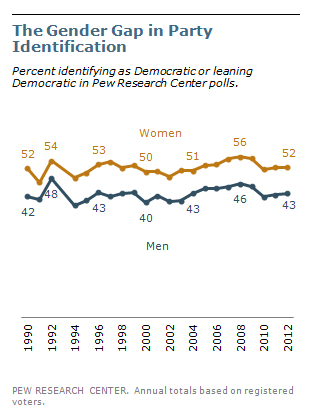 The Gender Gap in Party
Identification
Percent identifying as Democratic or leaning
Democratic in Pew Research Center polls.
Women
52 54 53 50 51 56 52
42 48 43 40 43 46 43
Men
1990 1992 1994 1996 1998 2000 2002 2004 2006 2008 2010 2012
PEW RESEARCH CENTER. Annual totals based on registered
voters.